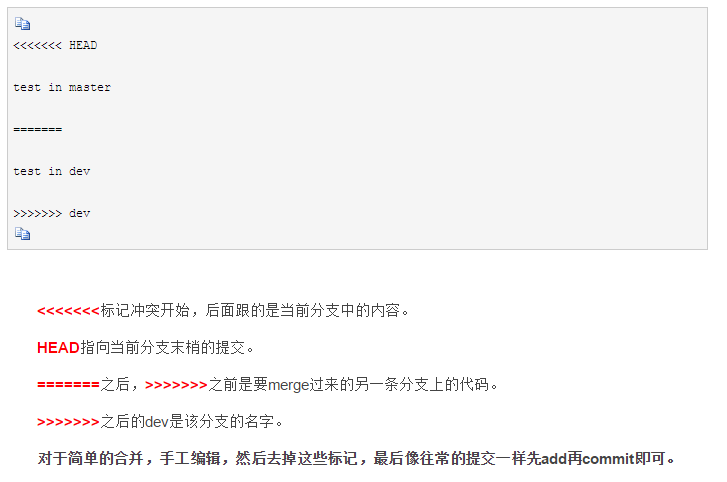 <<<<<<< HEAD
test in master
=======
test in dev
>>>>>>> dev
<<<<<<<标记冲突开始，后面跟的是当前分支中的内容。
HEAD指向当前分支末梢的提交。
=======之后，>>>>>>>之前是要merge过来的另一条分支上的代码。
>>>>>>>之后的dev是该分支的名字。
对于简单的合并，手工编辑，然后去掉这些标记，最后像往常的提交一样先add再commit即可。